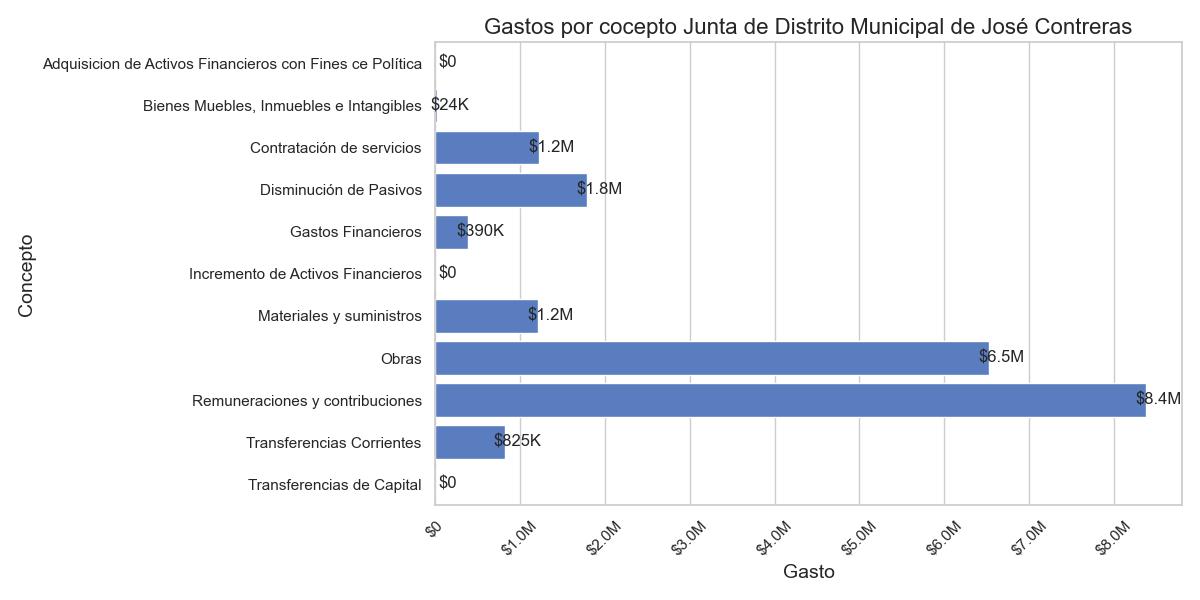 Gastos por cocepto Junta de Distrito Municipal de José Contreras
Adquisicion de Activos Financieros con Fines ce Política $0
Bienes Muebles, Inmuebles e Intangibles $24K
Contratación de servicios $1.2M
Disminución de Pasivos $1.8M
Gastos Financieros $390K
Incremento de Activos Financieros $0
Materiales y suministros $1.2M
Obras $6.5M
Remuneraciones y contribuciones $8.4M
Transferencias Corrientes $825K
Transferencias de Capital $0
Concepto
$0 $1.0M $2.0M $3.0M $4.0M $5.0M $6.0M $7.0M $8.0M
Gasto